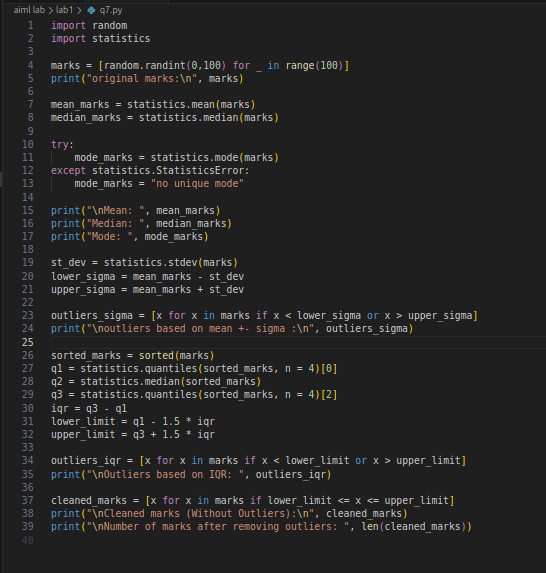 aiml lab > lab1 > q7.py
1 import random
2 import statistics
3
4 marks = [random.randint(0,100) for _ in range(100)]
5 print("original marks:\n", marks)
6
7 mean_marks = statistics.mean(marks)
8 median_marks = statistics.median(marks)
9
10 try:
11     mode_marks = statistics.mode(marks)
12 except statistics.StatisticsError:
13     mode_marks = "no unique mode"
14
15 print("\nMean: ", mean_marks)
16 print("Median: ", median_marks)
17 print("Mode: ", mode_marks)
18
19 st_dev = statistics.stdev(marks)
20 lower_sigma = mean_marks - st_dev
21 upper_sigma = mean_marks + st_dev
22
23 outliers_sigma = [x for x in marks if x < lower_sigma or x > upper_sigma]
24 print("\noutliers based on mean +- sigma :\n", outliers_sigma)
25
26 sorted_marks = sorted(marks)
27 q1 = statistics.quantiles(sorted_marks, n = 4)[0]
28 q2 = statistics.median(sorted_marks)
29 q3 = statistics.quantiles(sorted_marks, n = 4)[2]
30 iqr = q3 - q1
31 lower_limit = q1 - 1.5 * iqr
32 upper_limit = q3 + 1.5 * iqr
33
34 outliers_iqr = [x for x in marks if x < lower_limit or x > upper_limit]
35 print("\nOutliers based on IQR: ", outliers_iqr)
36
37 cleaned_marks = [x for x in marks if lower_limit <= x <= upper_limit]
38 print("\nCleaned marks (Without Outliers):\n", cleaned_marks)
39 print("\nNumber of marks after removing outliers: ", len(cleaned_marks))
40